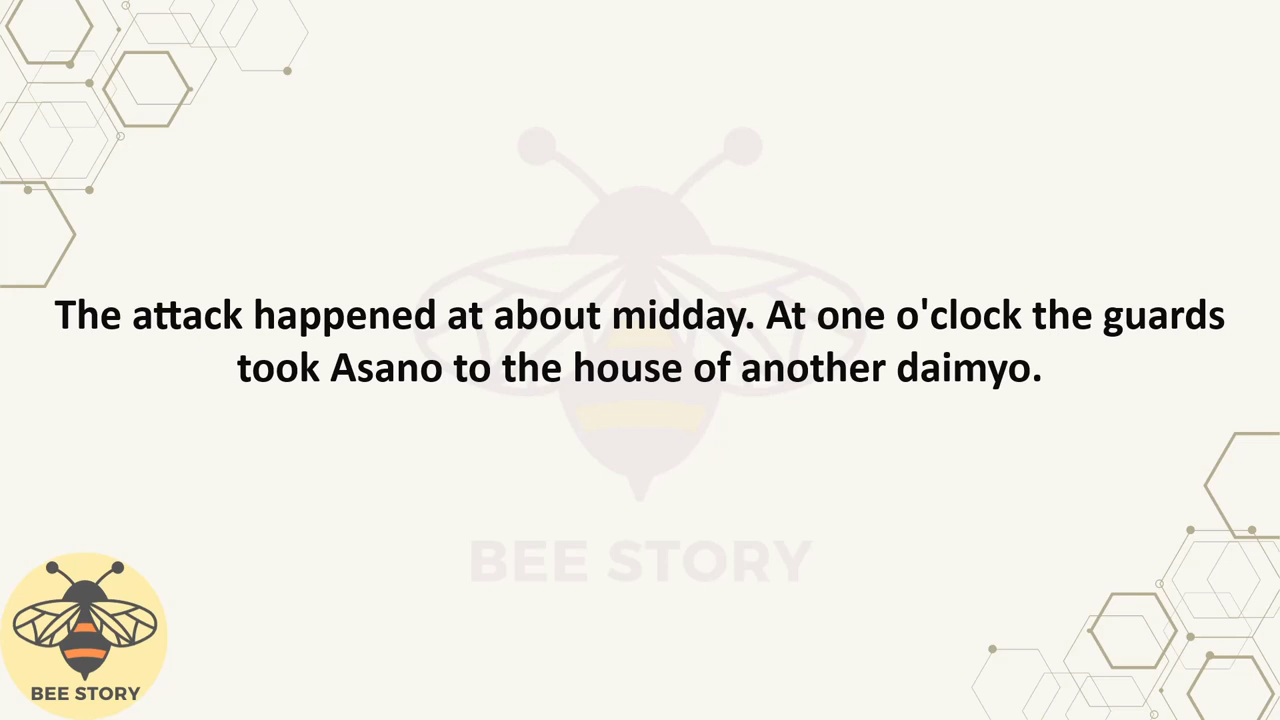 The attack happened at about midday. At one o'clock the guards
took Asano to the house of another daimyo.
BEE STORY
BEE STORY